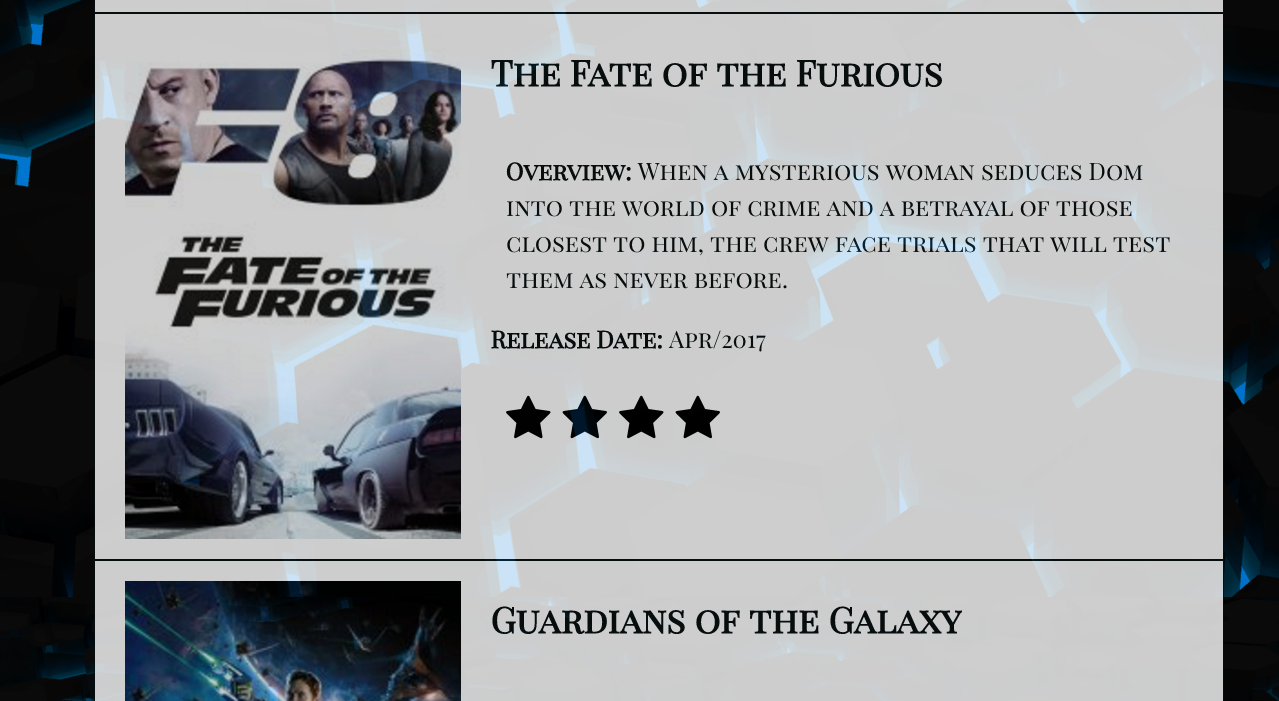 F8
THE
FATE OF THE
FURIOUS
The Fate of the Furious
Overview: When a mysterious woman seduces Dom
into the world of crime and a betrayal of those
closest to him, the crew face trials that will test
them as never before.
Release Date: Apr/2017
Guardians of the Galaxy